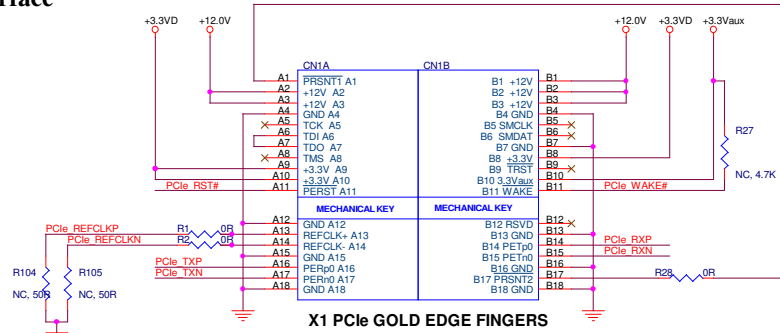 +3.3VD +12.0V +12.0V +3.3VD +3.3Vaux
CN1A CN1B
A1 PRSNT1 A1 B1 +12V B1
A2 +12V A2 B2 +12V B2
A3 +12V A3 B3 +12V B3
A4 GND A4 B4 GND B4
A5 TCK A5 B5 SMCLK B5
A6 TDI A6 B6 SMDAT B6
A7 TDO A7 B7 GND B7
A8 TMS A8 B8 +3.3V B8
A9 +3.3V A9 B9 TRST B9
A10 +3.3V A10 B10 3.3Vaux B10
PCIe_RST# A11 PERST A11 B11 WAKE B11 PCIe_WAKE#
R27
NC, 4.7K
MECHANICAL KEY MECHANICAL KEY
A12 GND A12 B12 RSVD B12
PCIe_REFCLKP R1 0R A13 REFCLK+ A13 B13 GND B13
PCIe_REFCLKN R2 0R A14 REFCLK- A14 B14 PETp0 B14 PCIe_RXP
A15 GND A15 B15 PETn0 B15 PCIe_RXN
PCIe_TXP A16 PERp0 A16 B16 GND B16
PCIe_TXN A17 PERn0 A17 B17 PRSNT2 B17 R28 0R
A18 GND A18 B18 GND B18
R104 R105
NC, 50R NC, 50R
X1 PCIe GOLD EDGE FINGERS